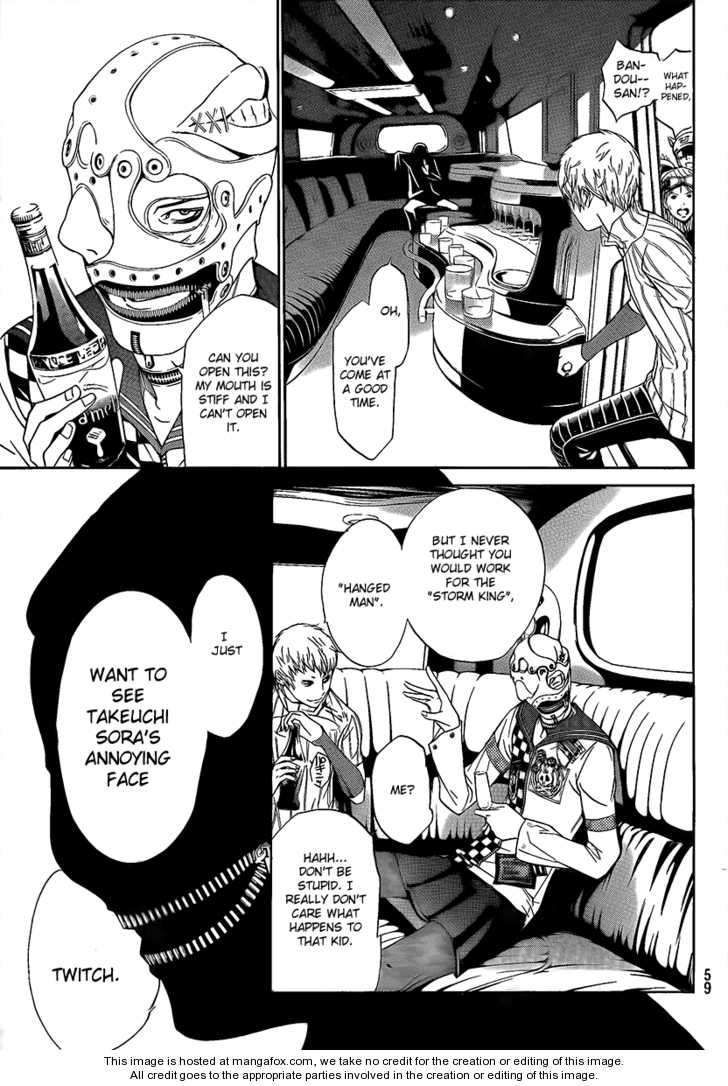 WHAT
HAP-
PENED,
BAN-
DOU--
SAN!?
OH,
YOU'VE
COME AT
A GOOD
TIME.
CAN YOU
OPEN THIS?
MY MOUTH IS
STIFF AND I
CAN'T OPEN
IT.
BUT I NEVER
THOUGHT YOU
WOULD WORK
FOR THE
"STORM KING",
"HANGED
MAN".
ME?
HAHH...
DON'T BE
STUPID. I
REALLY DON'T
CARE WHAT
HAPPENS TO
THAT KID.
I
JUST
WANT TO
SEE
TAKEUCHI
SORA'S
ANNOYING
FACE
TWITCH.
59
This image is hosted at mangafox.com, we take no credit for the creation or editing of this image.
All credit goes to the appropriate parties involved in the creation or editing of this image.